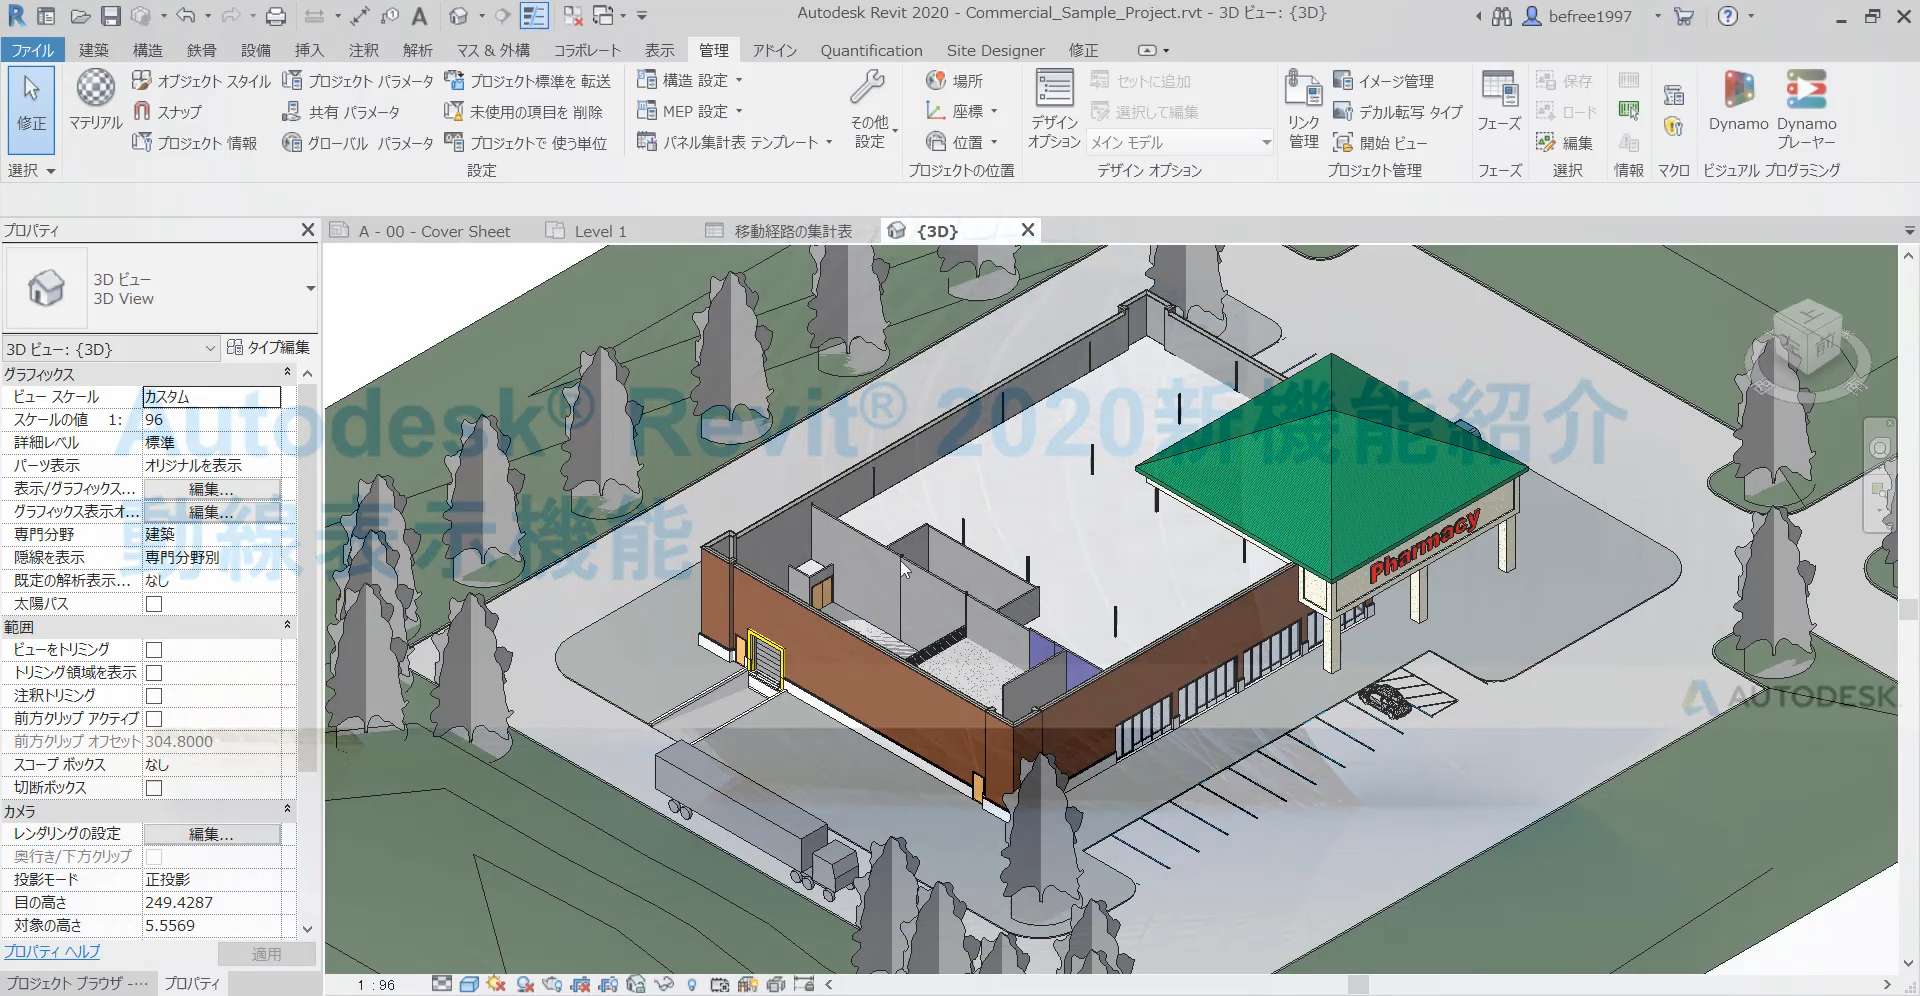 Autodesk Revit 2020 - Commercial_Sample_Project.rvt - 3D ビュー: {3D}
befree1997
ファイル 建築 構造 鉄骨 設備 挿入 注釈 解析 マス & 外構 コラボレート 表示 管理 アドイン Quantification Site Designer 修正
修正
マテリアル
オブジェクト スタイル
スナップ
プロジェクト 情報
プロジェクト パラメータ
共有 パラメータ
グローバル パラメータ
プロジェクト標準を 転送
未使用の項目を 削除
プロジェクトで 使う単位
構造 設定
MEP 設定
パネル集計表 テンプレート
その他
設定
場所
座標
位置
デザイン
オプション
セットに追加
選択して編集
メイン モデル
リンク
管理
イメージ管理
デカル転写 タイプ
開始 ビュー
フェーズ
保存
ロード
編集
Dynamo
Dynamo
プレーヤー
選択 設定 プロジェクトの位置 デザイン オプション プロジェクト管理 フェーズ 選択 情報 マクロ ビジュアル プログラミング
プロパティ
A - 00 - Cover Sheet
Level 1
移動経路の集計表
{3D}
3D ビュー
3D View
3D ビュー: {3D}
タイプ編集
グラフィックス
ビュー スケール カスタム
スケールの値 1: 96
詳細レベル 標準
パーツ表示 オリジナルを表示
表示/グラフィックス... 編集...
グラフィックス表示オ... 編集...
専門分野 建築
隠線を表示 専門分野別
既定の解析表示... なし
太陽パス
範囲
ビューをトリミング
トリミング領域を表示
注釈トリミング
前方クリップ アクティブ
前方クリップ オフセット 304.8000
スコープ ボックス なし
切断ボックス
カメラ
レンダリングの設定 編集...
奥行き/下方クリップ
投影モード 正投影
目の高さ 249.4287
対象の高さ 5.5569
プロパティ ヘルプ
適用
プロジェクト ブラウザ -...
プロパティ
Autodesk® Revit® 2020新機能紹介
動線表示機能
Pharmacy
上
前
AUTODESK
1 : 96